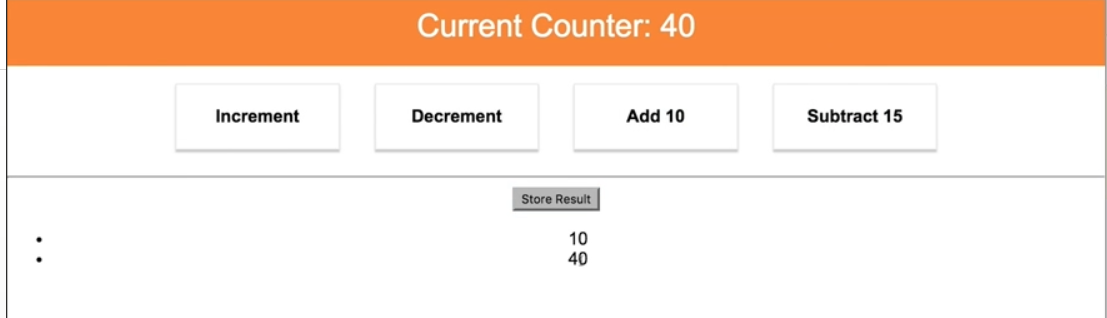 Current Counter: 40
Increment Decrement Add 10 Subtract 15
Store Result
10
40